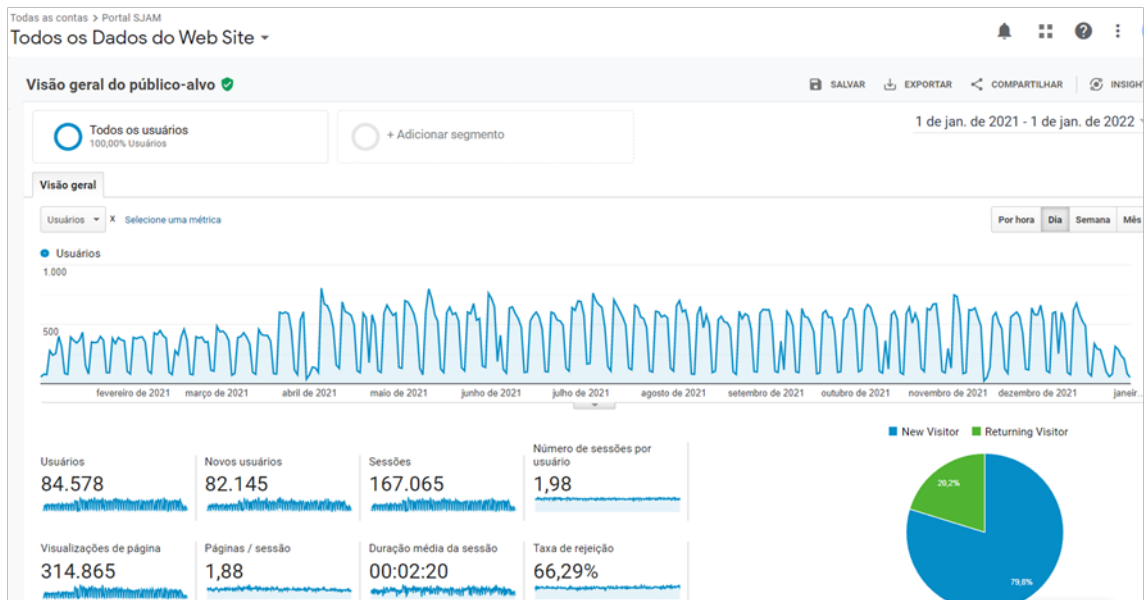 Todas as contas > Portal SJAM
Todos os Dados do Web Site
Visão geral do público-alvo
SALVAR EXPORTAR COMPARTILHAR INSIGH
Todos os usuários
100,00% Usuários
+ Adicionar segmento
1 de jan. de 2021 - 1 de jan. de 2022
Visão geral
Usuários X Selecione uma métrica
Por hora Dia Semana Mês
Usuários
1.000
500
fevereiro de 2021 março de 2021 abril de 2021 maio de 2021 junho de 2021 julho de 2021 agosto de 2021 setembro de 2021 outubro de 2021 novembro de 2021 dezembro de 2021 janeir...
New Visitor Returning Visitor
Usuários
84.578
Novos usuários
82.145
Sessões
167.065
Número de sessões por
usuário
1,98
Visualizações de página
314.865
Páginas / sessão
1,88
Duração média da sessão
00:02:20
Taxa de rejeição
66,29%
20,2%
79,8%